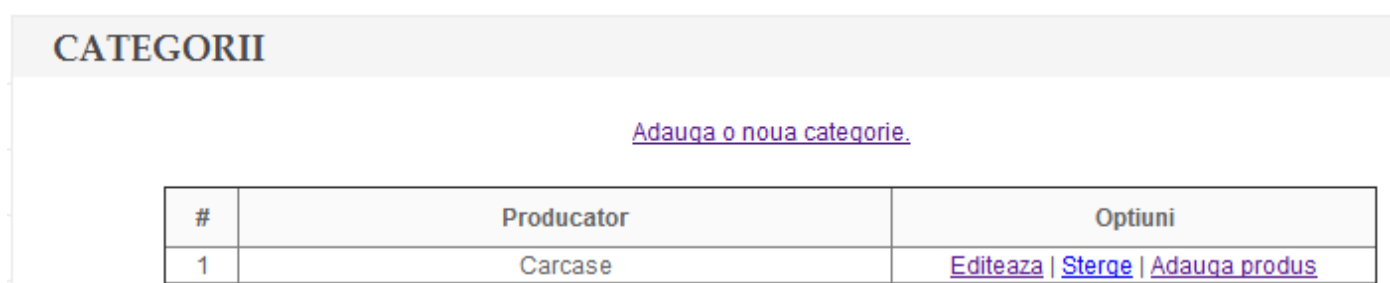 CATEGORII
Adauga o noua categorie.
# Producator Optiuni
1 Carcase Editeaza | Sterge | Adauga produs